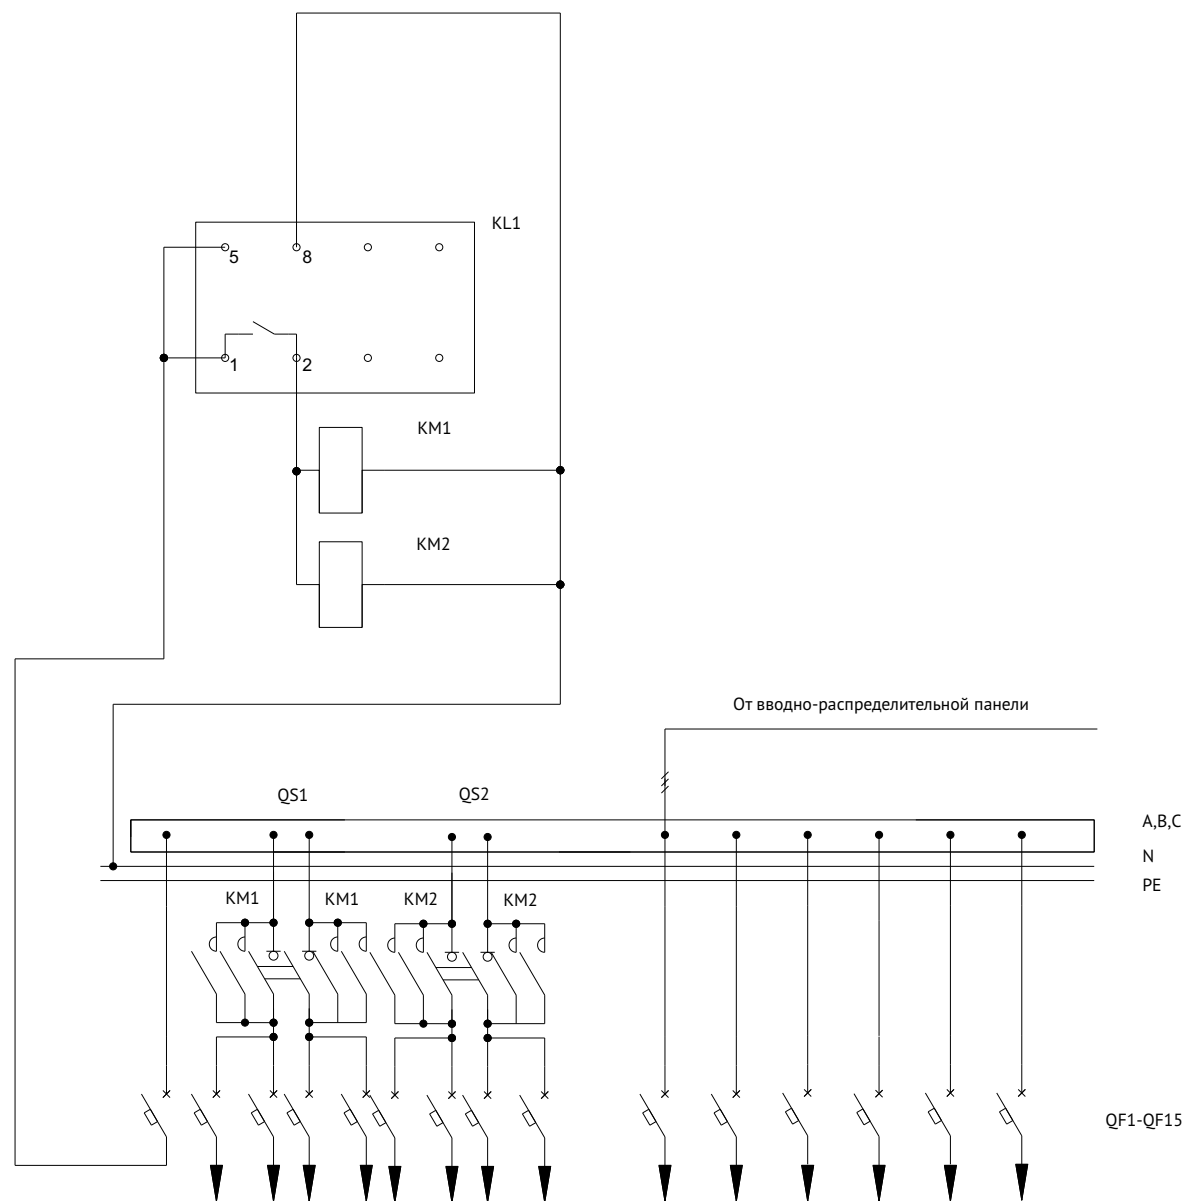 KL1
5
8
1
2
KM1
KM2
От вводно-распределительной панели
QS1
QS2
A,B,C
N
PE
KM1
KM1
KM2
KM2
QF1-QF15